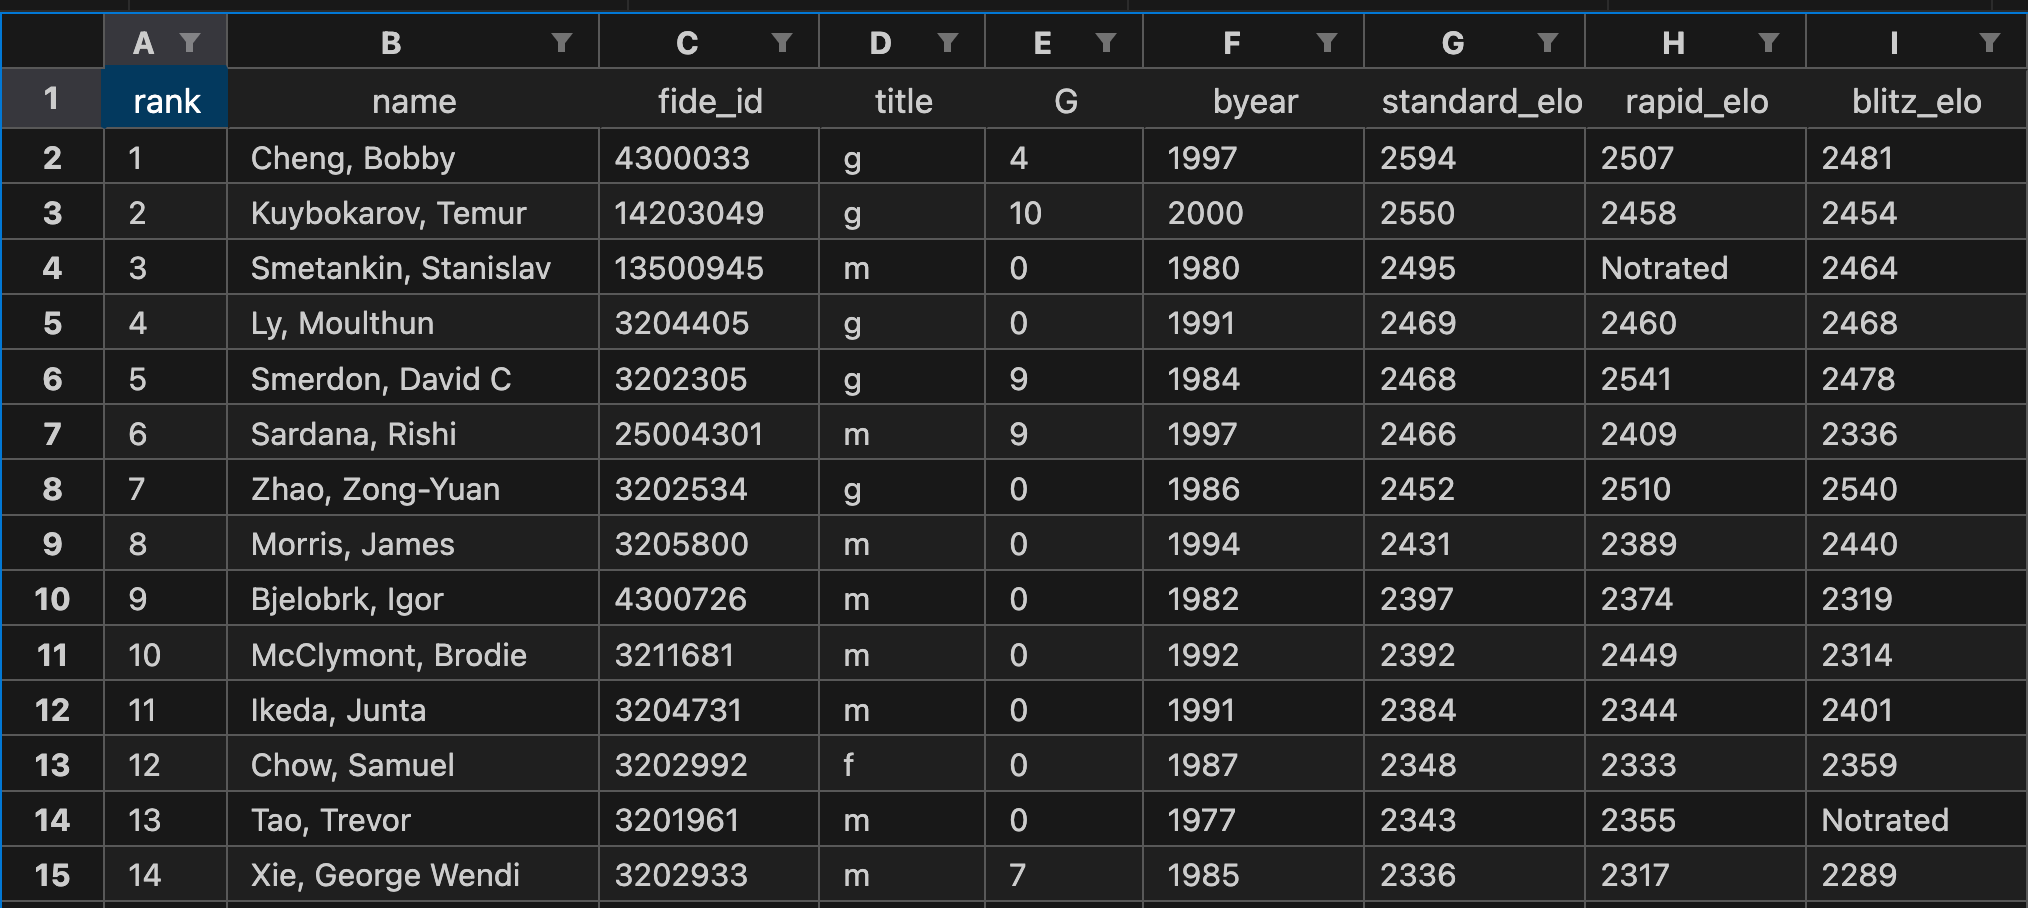 A B C D E F G H I
1 rank name fide_id title G byear standard_elo rapid_elo blitz_elo
2 1 Cheng, Bobby 4300033 g 4 1997 2594 2507 2481
3 2 Kuybokarov, Temur 14203049 g 10 2000 2550 2458 2454
4 3 Smetankin, Stanislav 13500945 m 0 1980 2495 Notrated 2464
5 4 Ly, Moulthun 3204405 g 0 1991 2469 2460 2468
6 5 Smerdon, David C 3202305 g 9 1984 2468 2541 2478
7 6 Sardana, Rishi 25004301 m 9 1997 2466 2409 2336
8 7 Zhao, Zong-Yuan 3202534 g 0 1986 2452 2510 2540
9 8 Morris, James 3205800 m 0 1994 2431 2389 2440
10 9 Bjelobrk, Igor 4300726 m 0 1982 2397 2374 2319
11 10 McClymont, Brodie 3211681 m 0 1992 2392 2449 2314
12 11 Ikeda, Junta 3204731 m 0 1991 2384 2344 2401
13 12 Chow, Samuel 3202992 f 0 1987 2348 2333 2359
14 13 Tao, Trevor 3201961 m 0 1977 2343 2355 Notrated
15 14 Xie, George Wendi 3202933 m 7 1985 2336 2317 2289